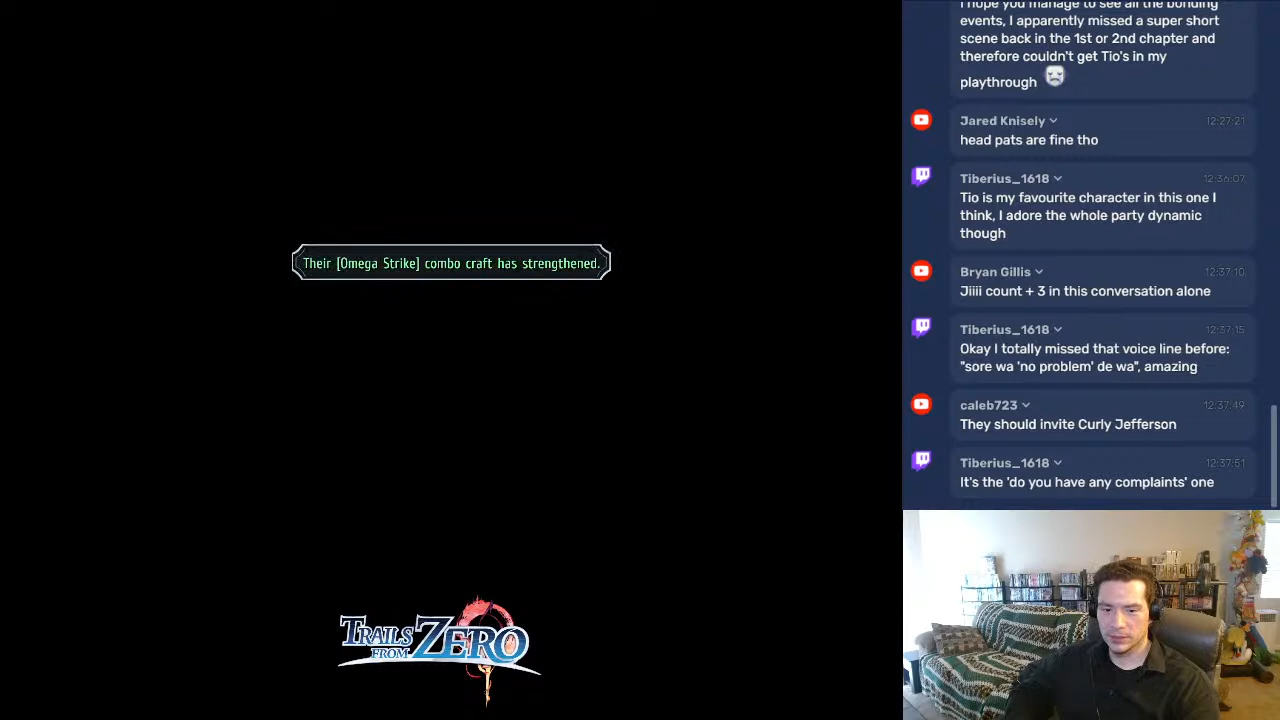 I hope you manage to see all the bonding
events, I apparently missed a super short
scene back in the 1st or 2nd chapter and
therefore couldn't get Tio's in my
playthrough
Jared Knisely
12:27:21
head pats are fine tho
Tiberius_1618
12:36:07
Tio is my favourite character in this one I
think, I adore the whole party dynamic
though
Their [Omega Strike] combo craft has strengthened.
Bryan Gillis
12:37:10
Jiiii count + 3 in this conversation alone
Tiberius_1618
12:37:15
Okay I totally missed that voice line before:
"sore wa 'no problem' de wa", amazing
caleb723
12:37:49
They should invite Curly Jefferson
Tiberius_1618
12:37:51
It's the 'do you have any complaints' one
TRAILS FROM ZERO